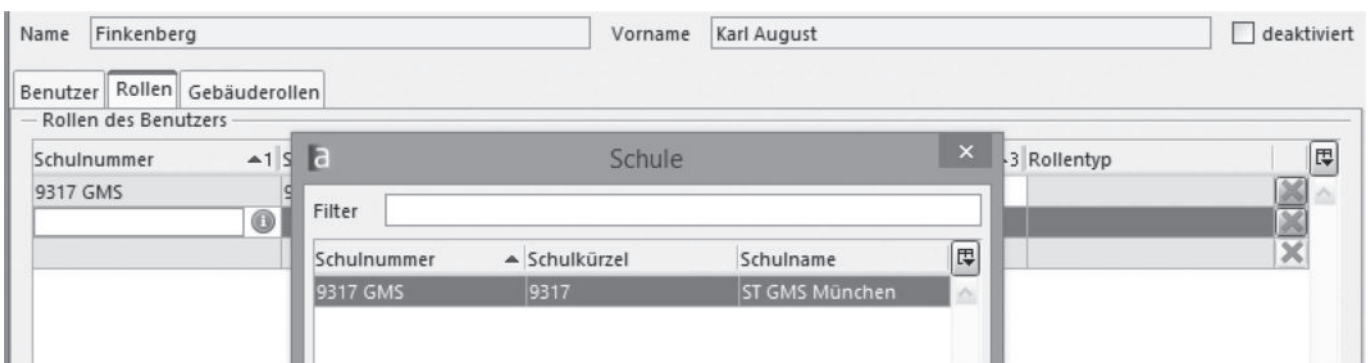 Name Finkenberg Vorname Karl August deaktiviert
Benutzer Rollen Gebäuderollen
Rollen des Benutzers
Schulnummer 1 S a Schule 3 Rollentyp
9317 GMS 9
Filter
Schulnummer Schulkürzel Schulname
9317 GMS 9317 ST GMS München